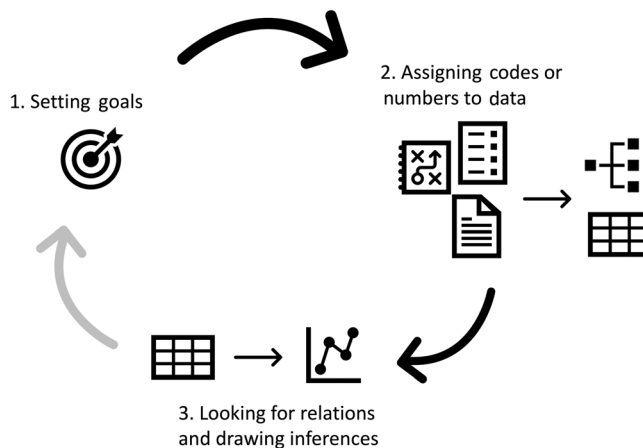 1. Setting goals
2. Assigning codes or
numbers to data
3. Looking for relations
and drawing inferences